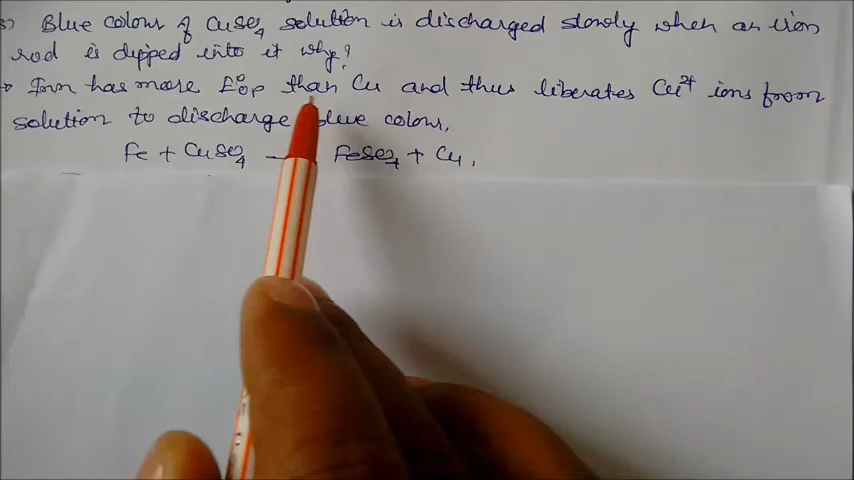 3) Blue colour of CuSO4 solution is discharged slowly when an iron
rod is dipped into it why?
→ Iron has more E°op than Cu and thus liberates Cu2+ ions from
solution to discharge blue colour.
Fe + CuSO4 → FeSO4 + Cu.